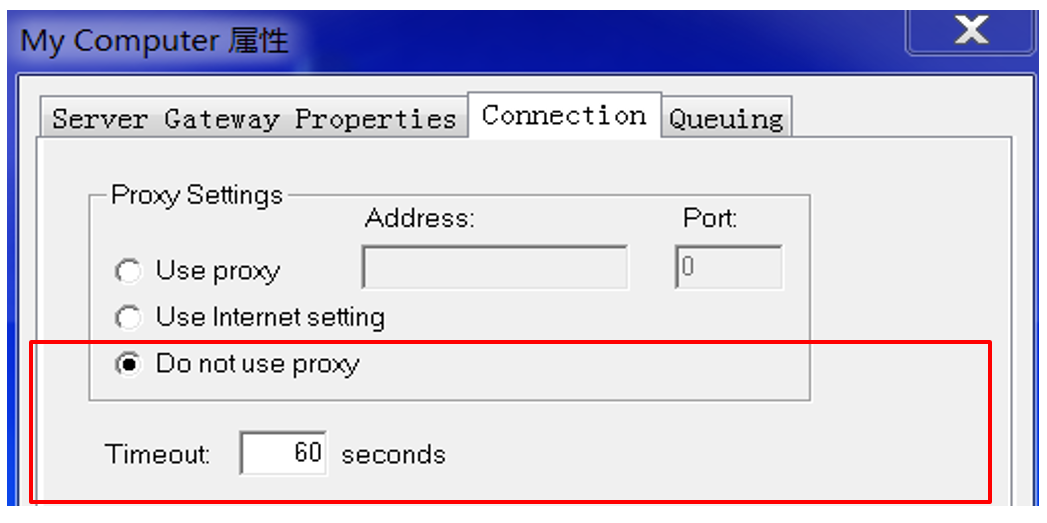 My Computer 属性
Server Gateway Properties Connection Queuing
Proxy Settings
Address: Port:
Use proxy 0
Use Internet setting
Do not use proxy
Timeout: 60 seconds